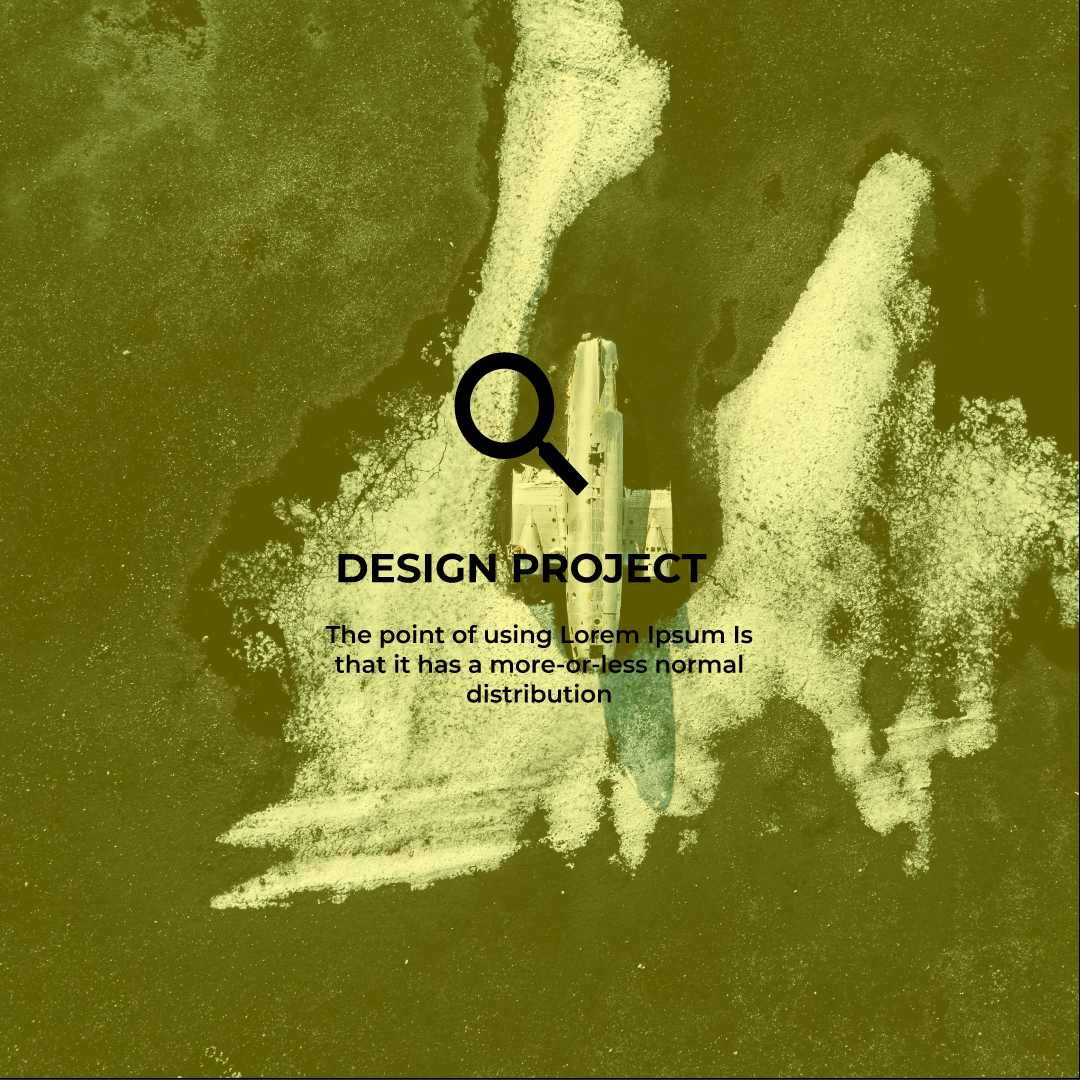 DESIGN PROJECT
The point of using Lorem Ipsum Is
that it has a more-or-less normal
distribution